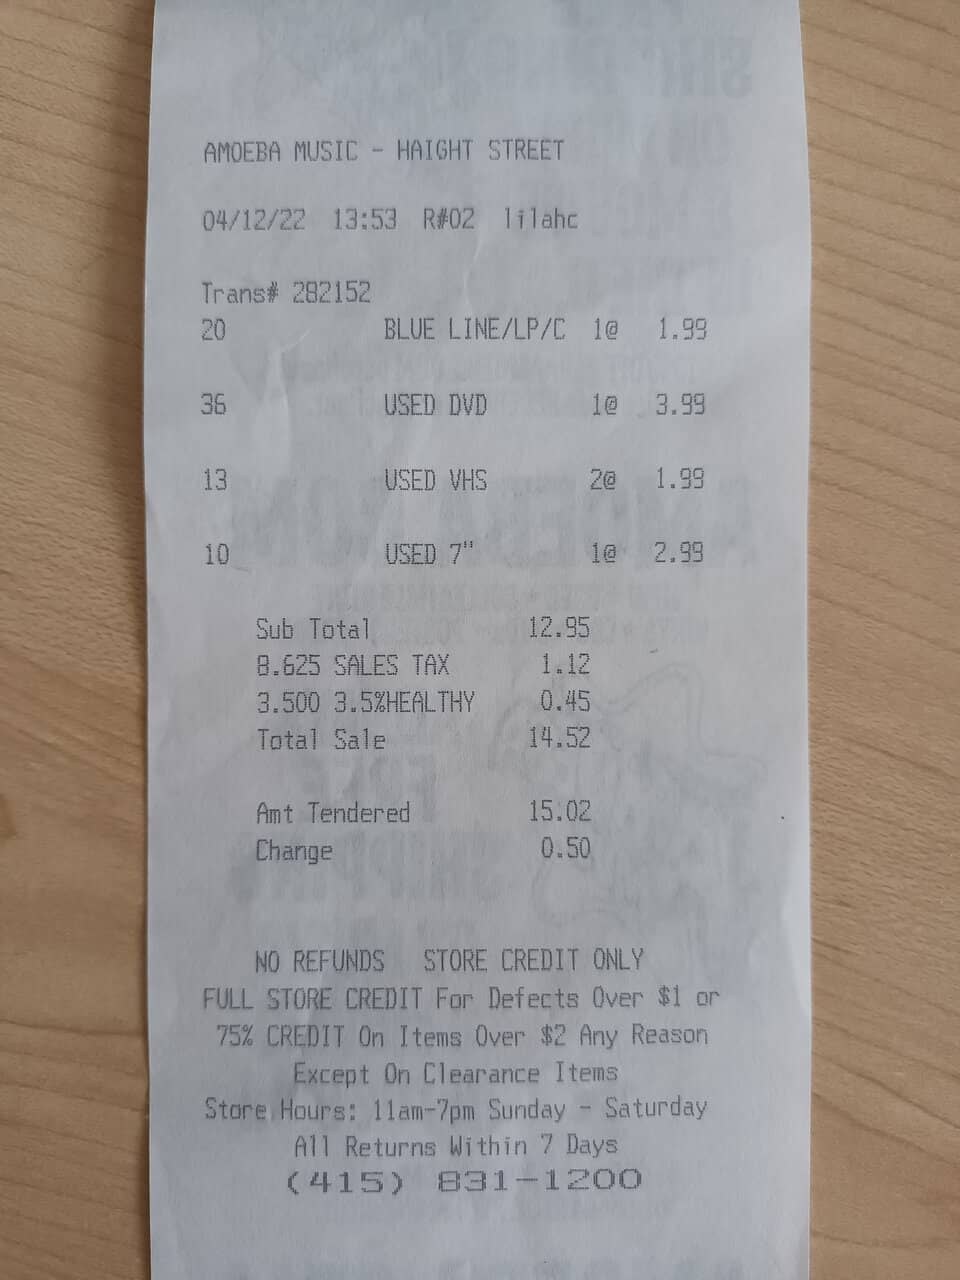 AMOEBA MUSIC - HAIGHT STREET
04/12/22 13:53 R#02 lilahc
Trans# 282152
20 BLUE LINE/LP/C 1@ 1.99
36 USED DVD 1@ 3.99
13 USED VHS 2@ 1.99
10 USED 7" 1@ 2.99
Sub Total 12.95
8.625 SALES TAX 1.12
3.500 3.5%HEALTHY 0.45
Total Sale 14.52
Amt Tendered 15.02
Change 0.50
NO REFUNDS STORE CREDIT ONLY
FULL STORE CREDIT For Defects Over $1 or
75% CREDIT On Items Over $2 Any Reason
Except On Clearance Items
Store Hours: 11am-7pm Sunday - Saturday
All Returns Within 7 Days
(415) 831-1200